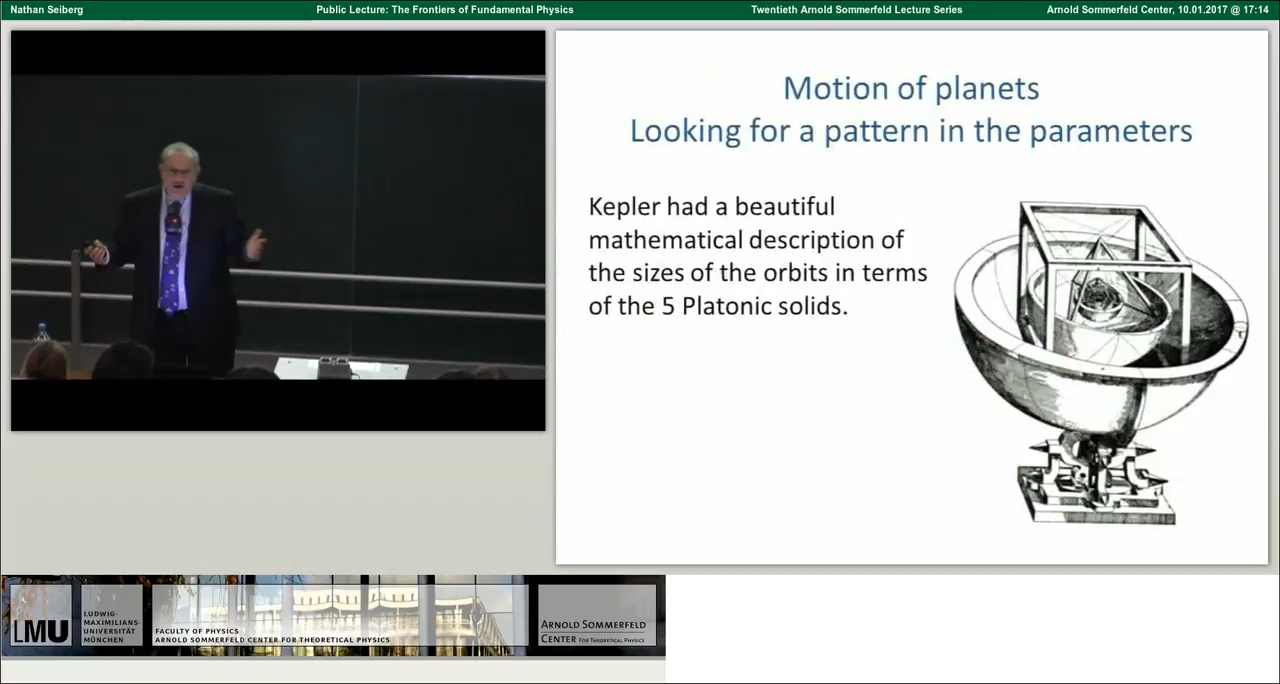 Nathan Seiberg
Public Lecture: The Frontiers of Fundamental Physics
Twentieth Arnold Sommerfeld Lecture Series
Arnold Sommerfeld Center, 10.01.2017 @ 17:14
Motion of planets
Looking for a pattern in the parameters
Kepler had a beautiful
mathematical description of
the sizes of the orbits in terms
of the 5 Platonic solids.
LMU
LUDWIG-
MAXIMILIANS-
UNIVERSITÄT
MÜNCHEN
FACULTY OF PHYSICS
ARNOLD SOMMERFELD CENTER FOR THEORETICAL PHYSICS
ARNOLD SOMMERFELD
CENTER FOR THEORETICAL PHYSICS